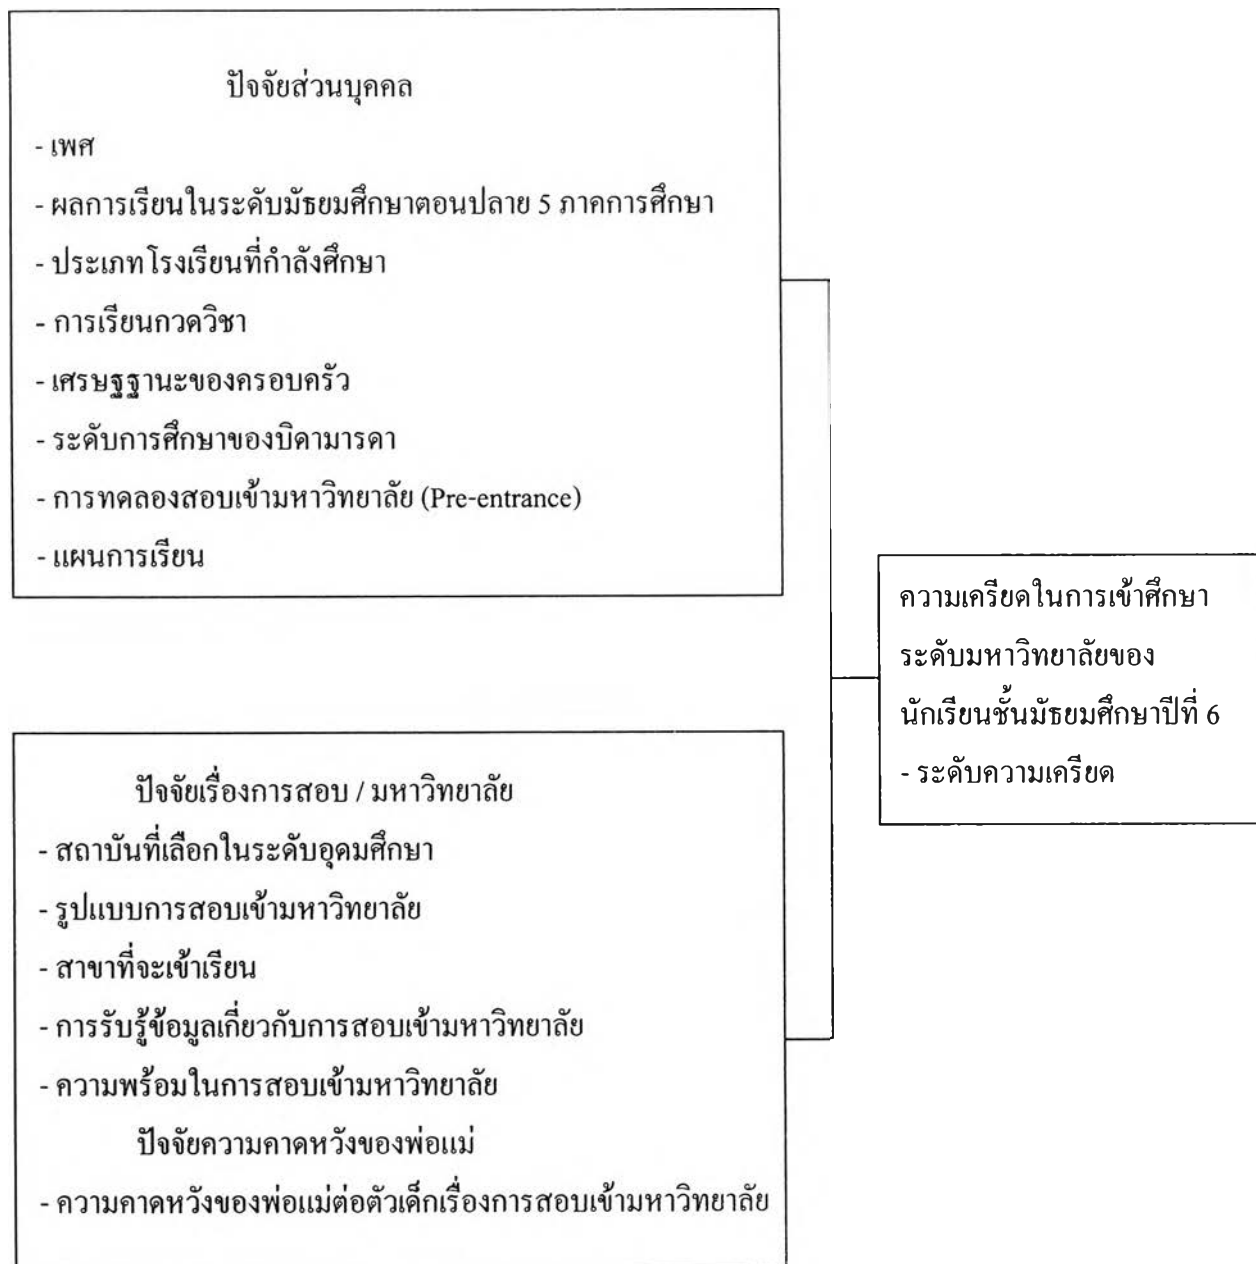 ปัจจัยส่วนบุคคล
- เพศ
- ผลการเรียนในระดับมัธยมศึกษาตอนปลาย 5 ภาคการศึกษา
- ประเภทโรงเรียนที่กำลังศึกษา
- การเรียนกวดวิชา
- เศรษฐฐานะของครอบครัว
- ระดับการศึกษาของบิดามารดา
- การทดลองสอบเข้ามหาวิทยาลัย (Pre-entrance)
- แผนการเรียน
ปัจจัยเรื่องการสอบ / มหาวิทยาลัย
- สถาบันที่เลือกในระดับอุดมศึกษา
- รูปแบบการสอบเข้ามหาวิทยาลัย
- สาขาที่จะเข้าเรียน
- การรับรู้ข้อมูลเกี่ยวกับการสอบเข้ามหาวิทยาลัย
- ความพร้อมในการสอบเข้ามหาวิทยาลัย
ปัจจัยความคาดหวังของพ่อแม่
- ความคาดหวังของพ่อแม่ต่อตัวเด็กเรื่องการสอบเข้ามหาวิทยาลัย
ความเครียดในการเข้าศึกษา
ระดับมหาวิทยาลัยของ
นักเรียนชั้นมัธยมศึกษาปีที่ 6
- ระดับความเครียด